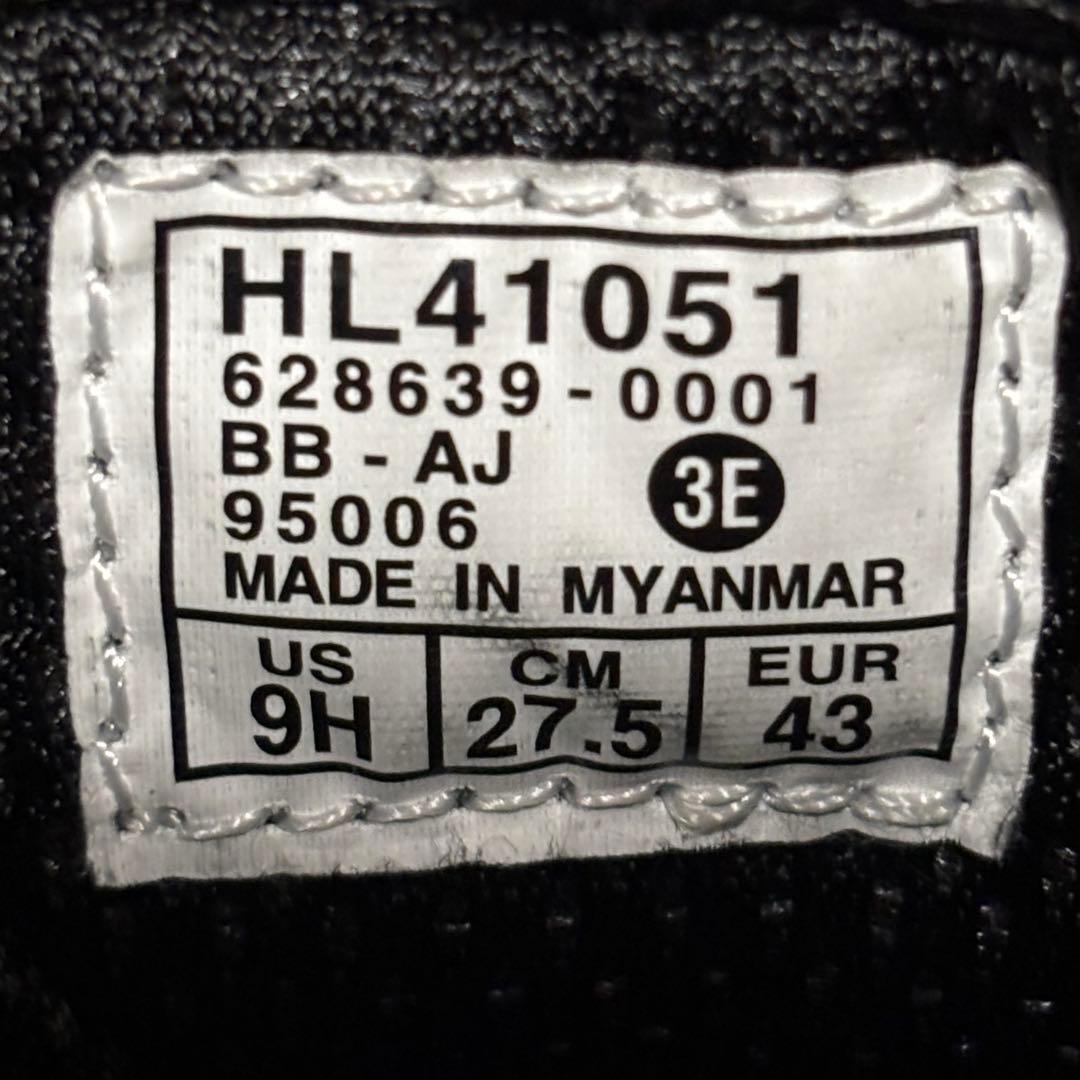 HL41051
628639-0001
BB - AJ
95006
3E
MADE IN MYANMAR
US CM EUR
9H 27.5 43